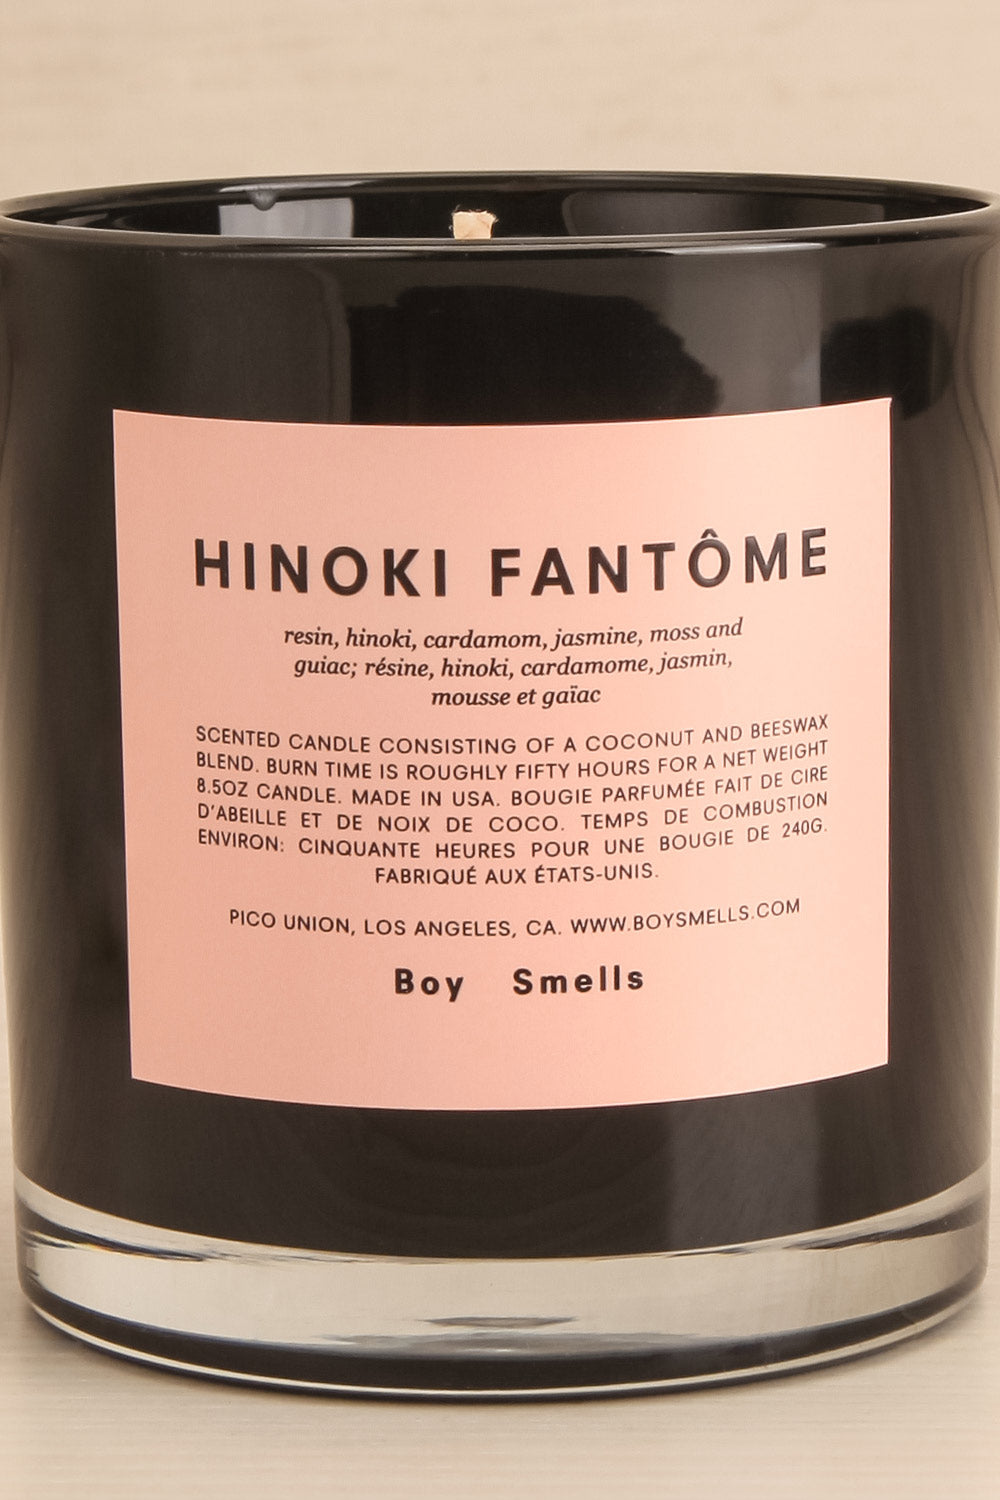 HINOKI FANTÔME
resin, hinoki, cardamom, jasmine, moss and
guiac; résine, hinoki, cardamome, jasmin,
mousse et gaïac
SCENTED CANDLE CONSISTING OF A COCONUT AND BEESWAX
BLEND. BURN TIME IS ROUGHLY FIFTY HOURS FOR A NET WEIGHT
8.5OZ CANDLE. MADE IN USA. BOUGIE PARFUMÉE FAIT DE CIRE
D'ABEILLE ET DE NOIX DE COCO. TEMPS DE COMBUSTION
ENVIRON: CINQUANTE HEURES POUR UNE BOUGIE DE 240G.
FABRIQUÉ AUX ÉTATS-UNIS.
PICO UNION, LOS ANGELES, CA. WWW.BOYSMELLS.COM
Boy Smells